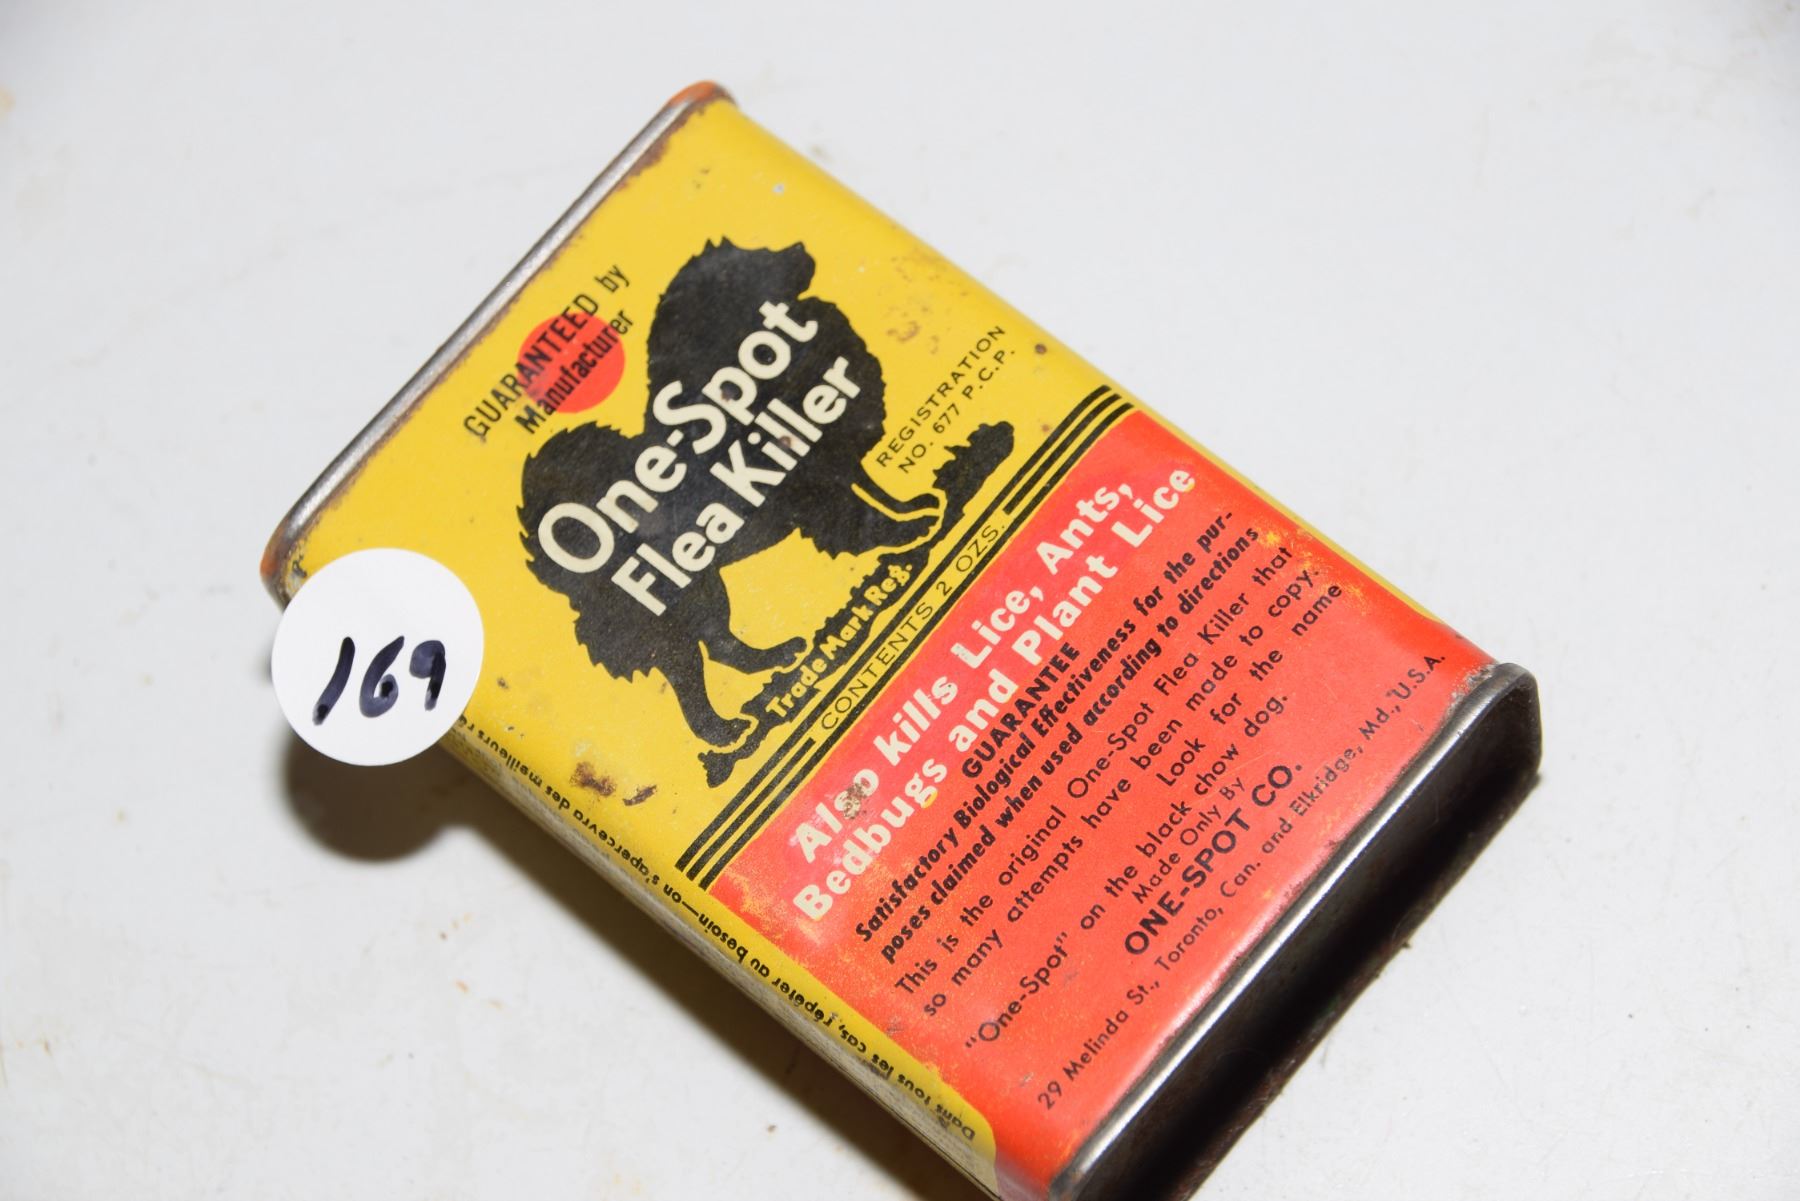 GUARANTEED by
Manufacturer
One-Spot
Flea Killer
REGISTRATION
NO. 677 P.C.P.
Trade Mark Reg.
CONTENTS 2 OZS.
Also kills Lice, Ants,
Bedbugs and Plant Lice
GUARANTEE
Satisfactory Biological Effectiveness for the pur-
poses claimed when used according to directions
This is the original One-Spot Flea Killer that
so many attempts have been made to copy.
Look for the name
"One-Spot" on the black chow dog.
Made Only By
ONE-SPOT CO.
29 Melinda St., Toronto, Can. and Elkridge, Md., U.S.A.
169
Dans tous les cas, répéter au besoin—on s'apercevra des meilleurs